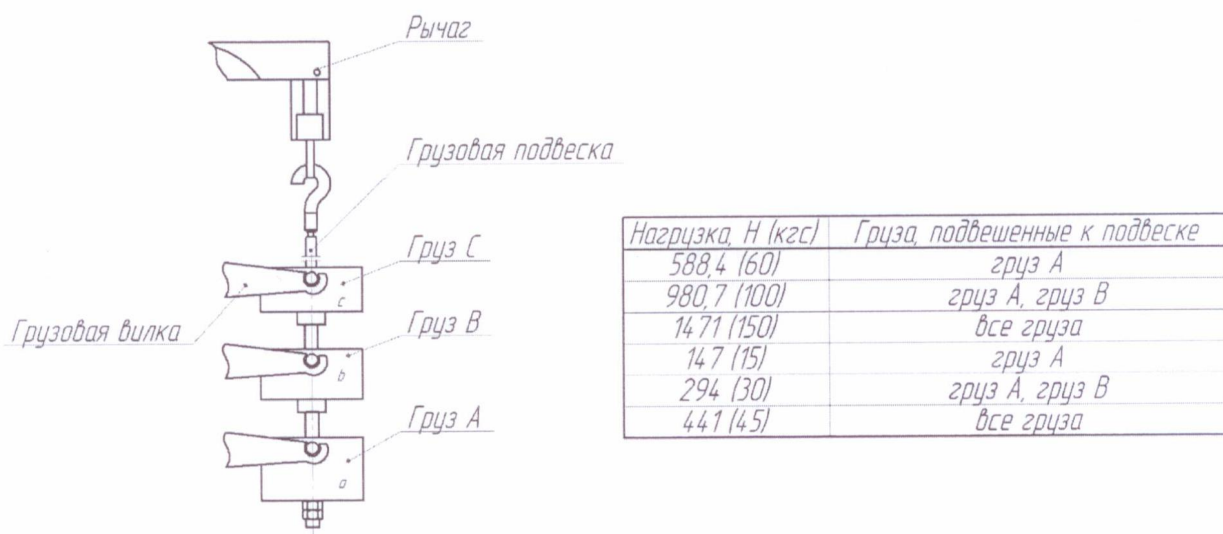 Рычаг
Грузовая подвеска
Груз С
Грузовая вилка
Груз В
Груз А
с
b
a
Нагрузка, Н (кгс) Груза, подвешенные к подвеске
588,4 (60) груз А
980,7 (100) груз А, груз В
1471 (150) все груза
147 (15) груз А
294 (30) груз А, груз В
441 (45) все груза